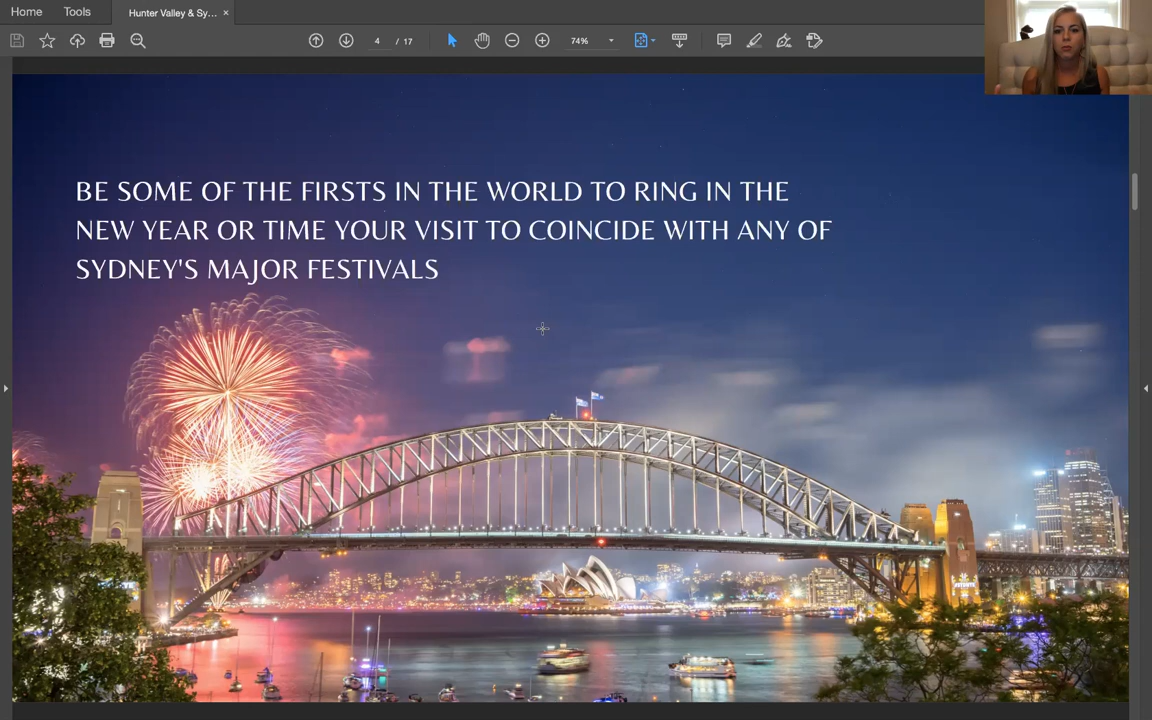 Home
Tools
Hunter Valley & Sy...
×
4
/ 17
74%
BE SOME OF THE FIRSTS IN THE WORLD TO RING IN THE
NEW YEAR OR TIME YOUR VISIT TO COINCIDE WITH ANY OF
SYDNEY'S MAJOR FESTIVALS